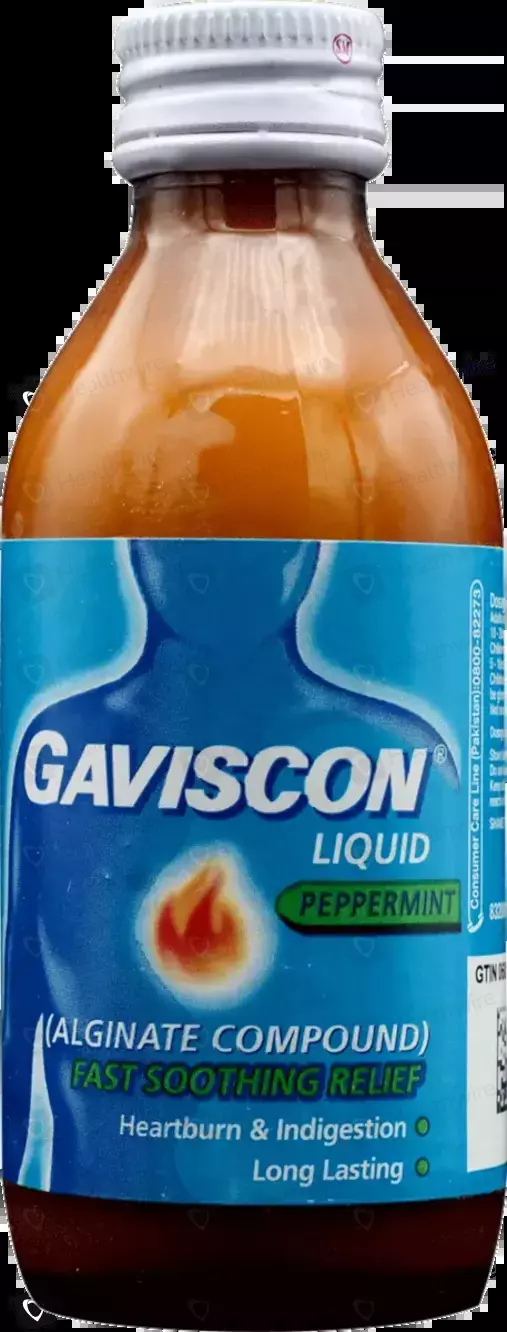 GAVISCON®
LIQUID
PEPPERMINT
(ALGINATE COMPOUND)
FAST SOOTHING RELIEF
Heartburn & Indigestion
Long Lasting
Consumer Care Line (Pakistan):0800-82273
GTIN
Healthwire